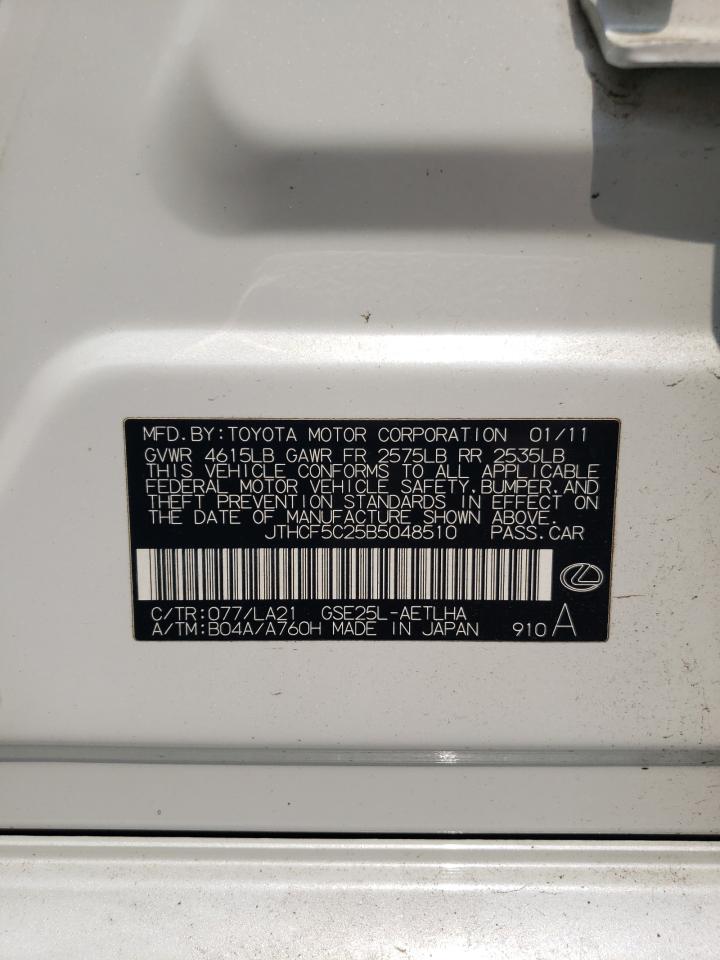 MFD.BY:TOYOTA MOTOR CORPORATION 01/11
GVWR 4615LB GAWR FR 2575LB RR 2535LB
THIS VEHICLE CONFORMS TO ALL APPLICABLE
FEDERAL MOTOR VEHICLE SAFETY,BUMPER,AND
THEFT PREVENTION STANDARDS IN EFFECT ON
THE DATE OF MANUFACTURE SHOWN ABOVE.
JTHCF5C25B5048510 PASS.CAR
C/TR:077/LA21 GSE25L-AETLHA
A/TM:B04A/A760H MADE IN JAPAN 910 A